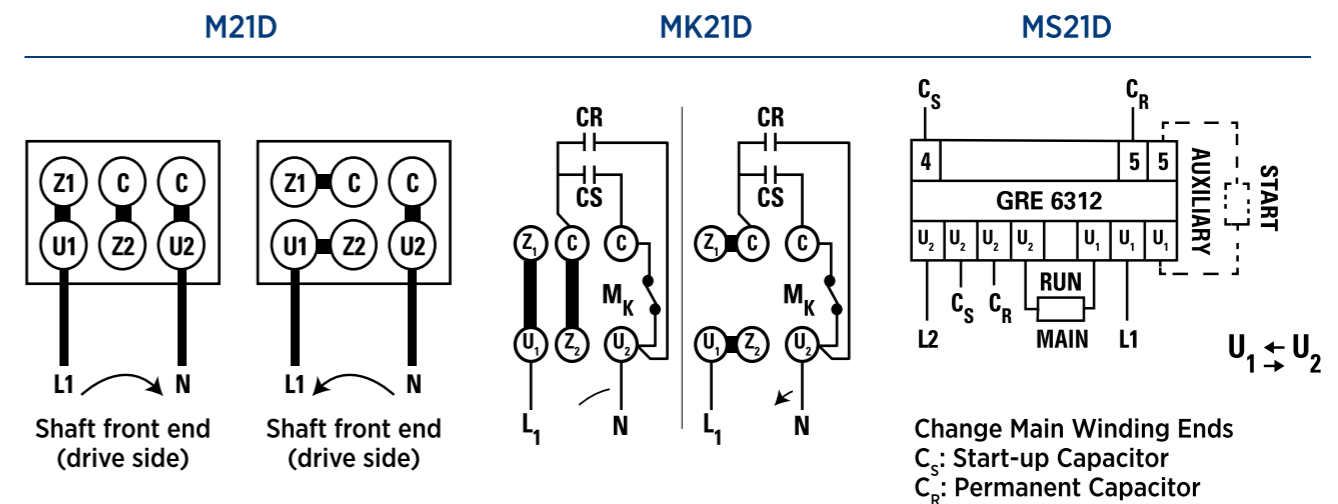 M21D
MK21D
MS21D
Z1 C C
U1 Z2 U2
L1 N
Shaft front end
(drive side)
Z1 C C
U1 Z2 U2
L1 N
Shaft front end
(drive side)
CR
CS
Z1 C C
MK
U1 Z2 U2
L1 N
CR
CS
Z1 C C
MK
U1 Z2 U2
L1 N
CS CR
4 5 5
GRE 6312
U2 U2 U2 U2 U1 U1 U1
AUXILIARY
START
CS CR
RUN
L2 MAIN L1
U1 ← → U2
Change Main Winding Ends
CS: Start-up Capacitor
CR: Permanent Capacitor